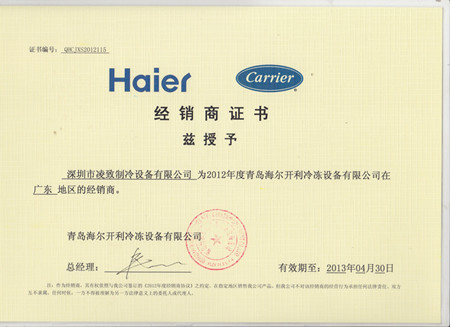 证书编号：QHCJXS2012115
Haier
Carrier
经销商证书
兹授予
深圳市凌致制冷设备有限公司 为2012年度青岛海尔开利冷冻设备有限公司在
广东 地区的经销商。
青岛海尔开利冷冻设备有限公司
总经理：
有效期至：2013年04月30日